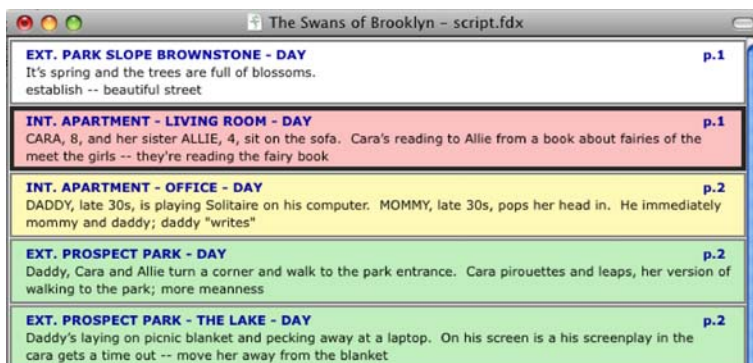 The Swans of Brooklyn – script.fdx
EXT. PARK SLOPE BROWNSTONE - DAY p.1
It's spring and the trees are full of blossoms.
establish -- beautiful street
INT. APARTMENT - LIVING ROOM - DAY p.1
CARA, 8, and her sister ALLIE, 4, sit on the sofa. Cara's reading to Allie from a book about fairies of the
meet the girls -- they're reading the fairy book
INT. APARTMENT - OFFICE - DAY p.2
DADDY, late 30s, is playing Solitaire on his computer. MOMMY, late 30s, pops her head in. He immediately
mommy and daddy; daddy "writes"
EXT. PROSPECT PARK - DAY p.2
Daddy, Cara and Allie turn a corner and walk to the park entrance. Cara pirouettes and leaps, her version of
walking to the park; more meanness
EXT. PROSPECT PARK - THE LAKE - DAY p.2
Daddy's laying on picnic blanket and pecking away at a laptop. On his screen is a his screenplay in the
cara gets a time out -- move her away from the blanket